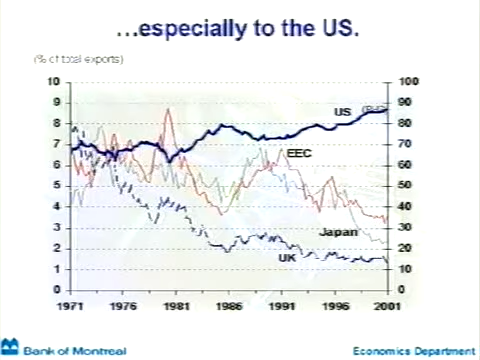 …especially to the US.
(% of total exports)
10 100
9 90
8 80
7 70
6 60
5 50
4 40
3 30
2 20
1 10
0 0
US
EEC
Japan
UK
1971 1976 1981 1986 1991 1996 2001
Bank of Montreal
Economics Department